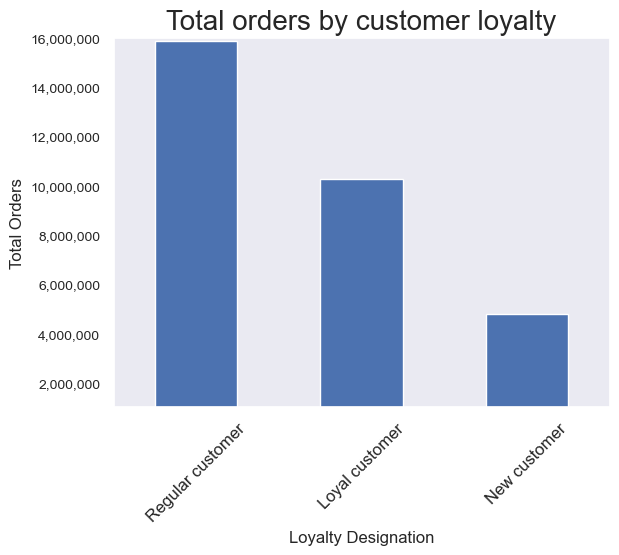 Total orders by customer loyalty
16,000,000
14,000,000
12,000,000
10,000,000
8,000,000
6,000,000
4,000,000
2,000,000
Total Orders
Regular customer
Loyal customer
New customer
Loyalty Designation